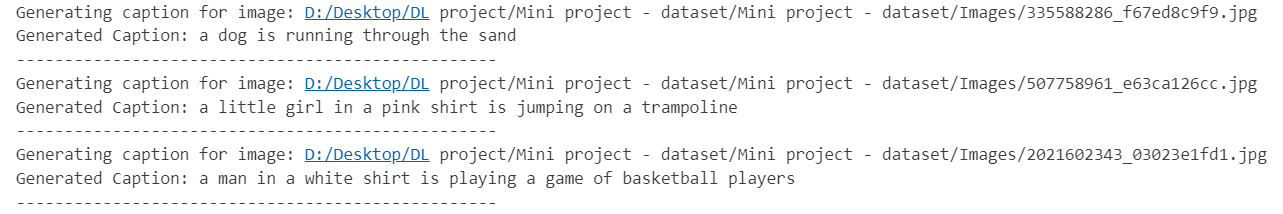 Generating caption for image: D:/Desktop/DL project/Mini project - dataset/Mini project - dataset/Images/335588286_f67ed8c9f9.jpg
Generated Caption: a dog is running through the sand
--------------------------------------------------
Generating caption for image: D:/Desktop/DL project/Mini project - dataset/Mini project - dataset/Images/507758961_e63ca126cc.jpg
Generated Caption: a little girl in a pink shirt is jumping on a trampoline
--------------------------------------------------
Generating caption for image: D:/Desktop/DL project/Mini project - dataset/Mini project - dataset/Images/2021602343_03023e1fd1.jpg
Generated Caption: a man in a white shirt is playing a game of basketball players
--------------------------------------------------